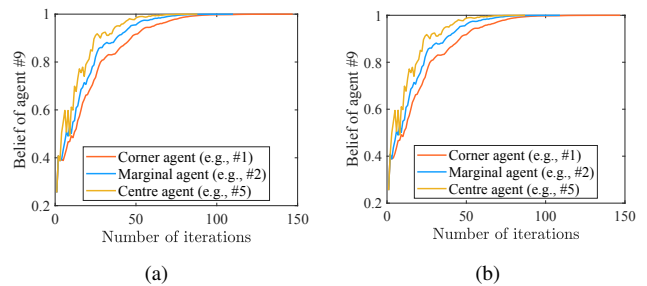 1
0.8
0.6
0.4
0.2
Belief of agent #9
Corner agent (e.g., #1)
Marginal agent (e.g., #2)
Centre agent (e.g., #5)
0 50 100 150
Number of iterations
(a)
1
0.8
0.6
0.4
0.2
Belief of agent #9
Corner agent (e.g., #1)
Marginal agent (e.g., #2)
Centre agent (e.g., #5)
0 50 100 150
Number of iterations
(b)